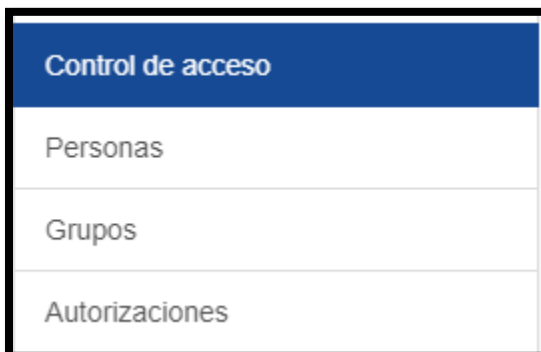 Control de acceso
Personas
Grupos
Autorizaciones